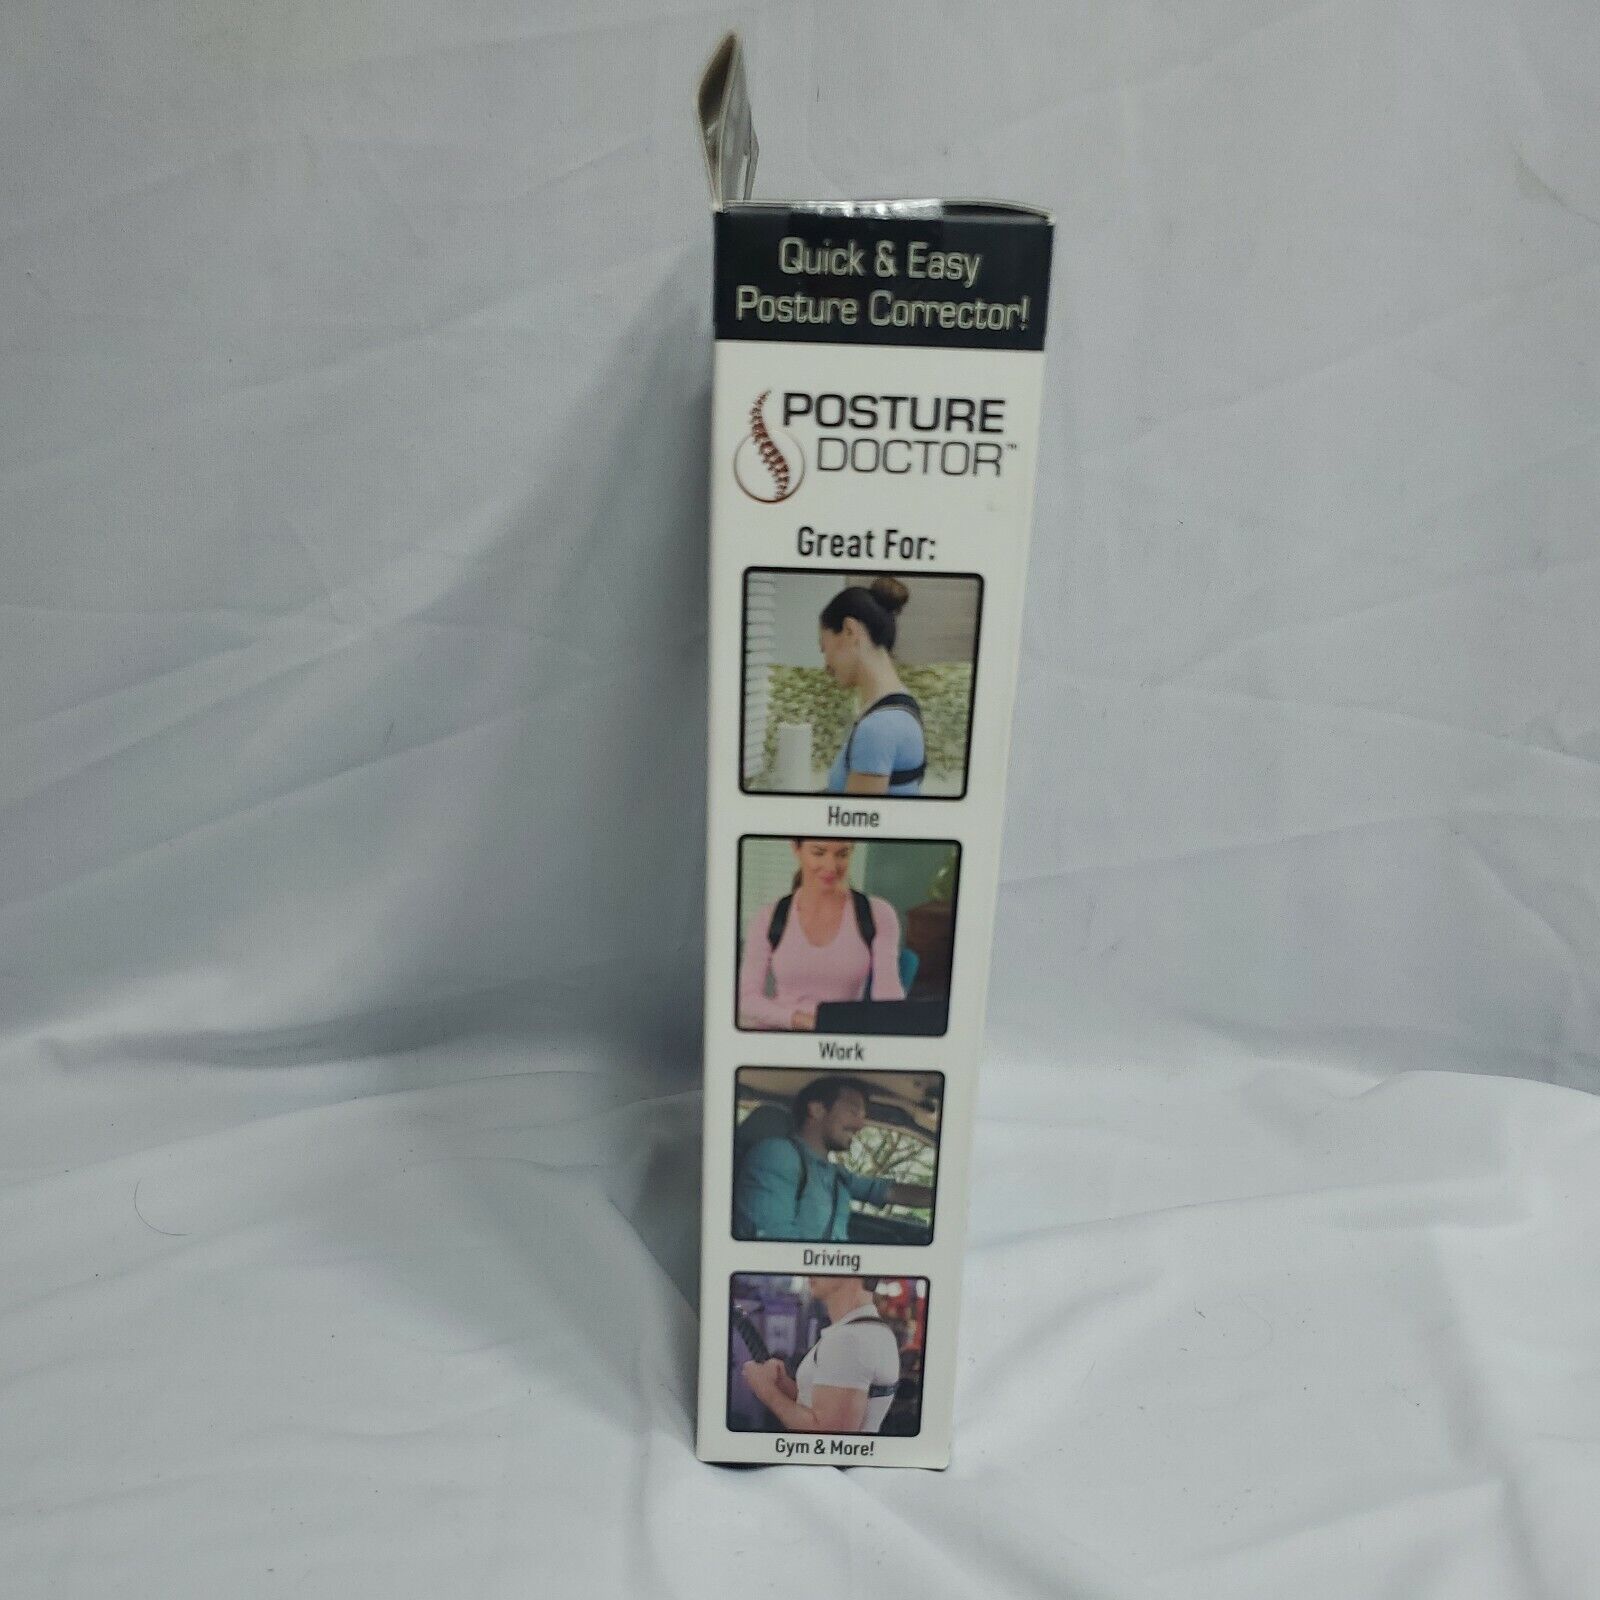 Quick & Easy
Posture Corrector!
POSTURE
DOCTOR™
Great For:
Home
Work
Driving
Gym & More!